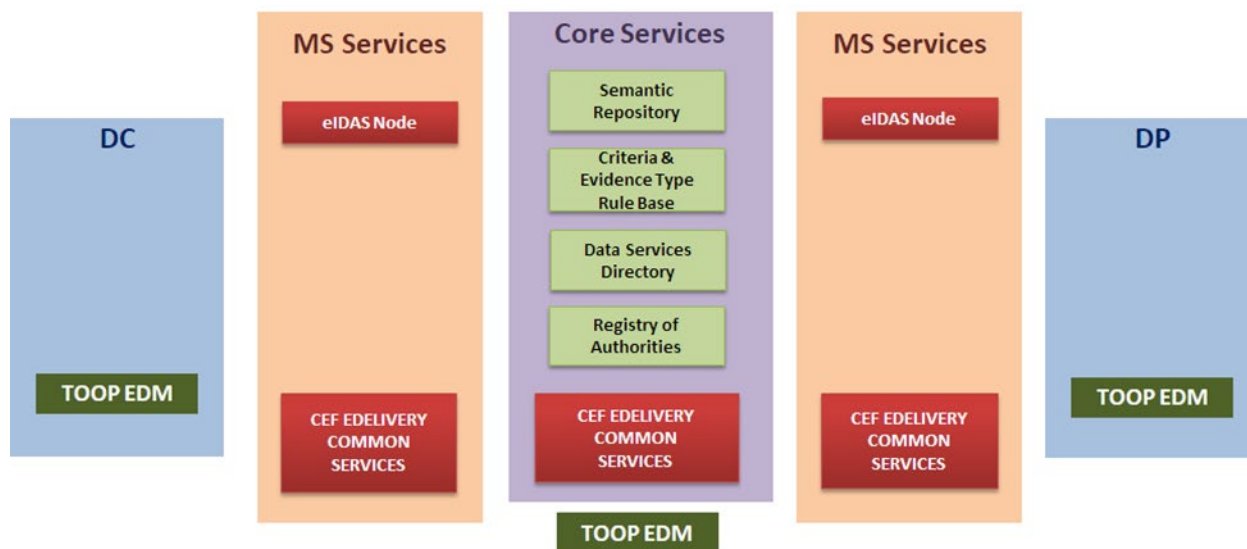 DC
TOOP EDM
MS Services
eIDAS Node
CEF EDELIVERY
COMMON
SERVICES
Core Services
Semantic
Repository
Criteria &
Evidence Type
Rule Base
Data Services
Directory
Registry of
Authorities
CEF EDELIVERY
COMMON
SERVICES
TOOP EDM
MS Services
eIDAS Node
CEF EDELIVERY
COMMON
SERVICES
DP
TOOP EDM